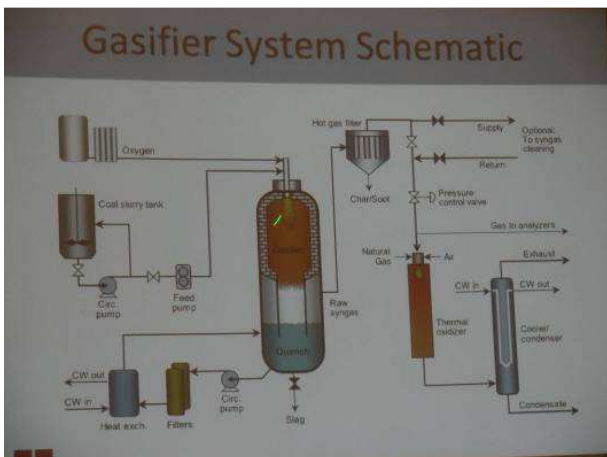 Gasifier System Schematic
Hot gas filter
Supply
Optional:
To syngas
cleaning
Oxygen
Return
Coal slurry tank
Char/Soot
Pressure
control valve
Gasifier
Gas to analyzers
Natural
Gas
Air
Exhaust
Circ.
pump
Feed
pump
Raw
syngas
CW in
CW out
Thermal
oxidizer
Cooler/
condenser
Quench
CW out
CW in
Heat exch.
Filters
Circ.
pump
Slag
Condensate